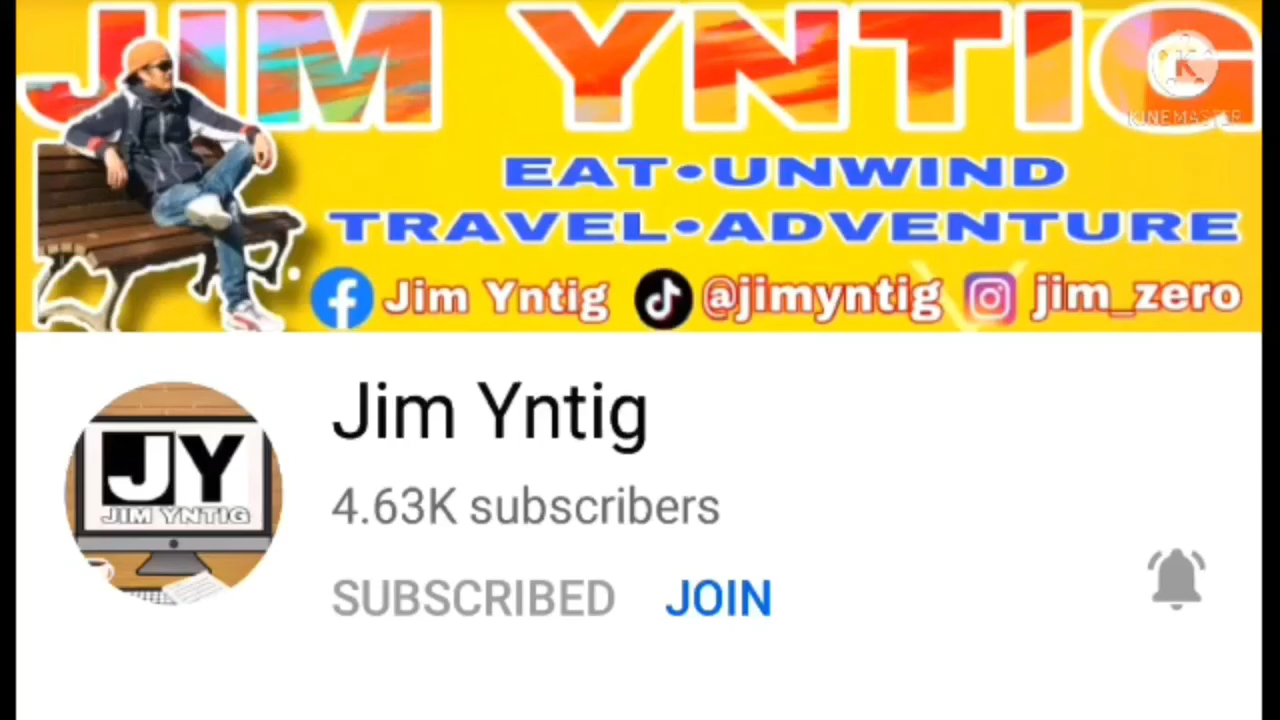 JIM YNTIG
K
KINEMASTER
EAT•UNWIND
TRAVEL•ADVENTURE
Jim Yntig @jimyntig jim_zero
JY
JIM YNTIG
Jim Yntig
4.63K subscribers
SUBSCRIBED JOIN